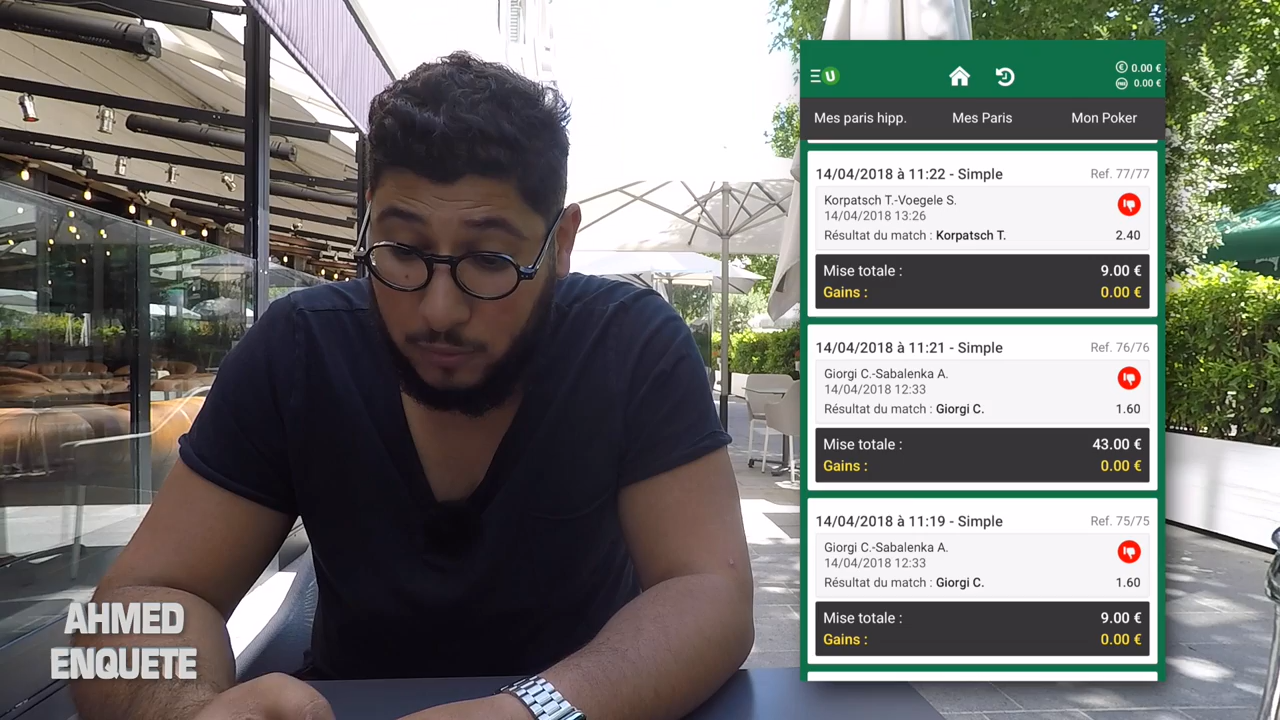 u
€ 0.00 €
0.00 €
Mes paris hipp. Mes Paris Mon Poker
14/04/2018 à 11:22 - Simple Ref. 77/77
Korpatsch T.-Voegele S.
14/04/2018 13:26
Résultat du match : Korpatsch T. 2.40
Mise totale : 9.00 €
Gains : 0.00 €
14/04/2018 à 11:21 - Simple Ref. 76/76
Giorgi C.-Sabalenka A.
14/04/2018 12:33
Résultat du match : Giorgi C. 1.60
Mise totale : 43.00 €
Gains : 0.00 €
14/04/2018 à 11:19 - Simple Ref. 75/75
Giorgi C.-Sabalenka A.
14/04/2018 12:33
Résultat du match : Giorgi C. 1.60
Mise totale : 9.00 €
Gains : 0.00 €
AHMED
ENQUETE